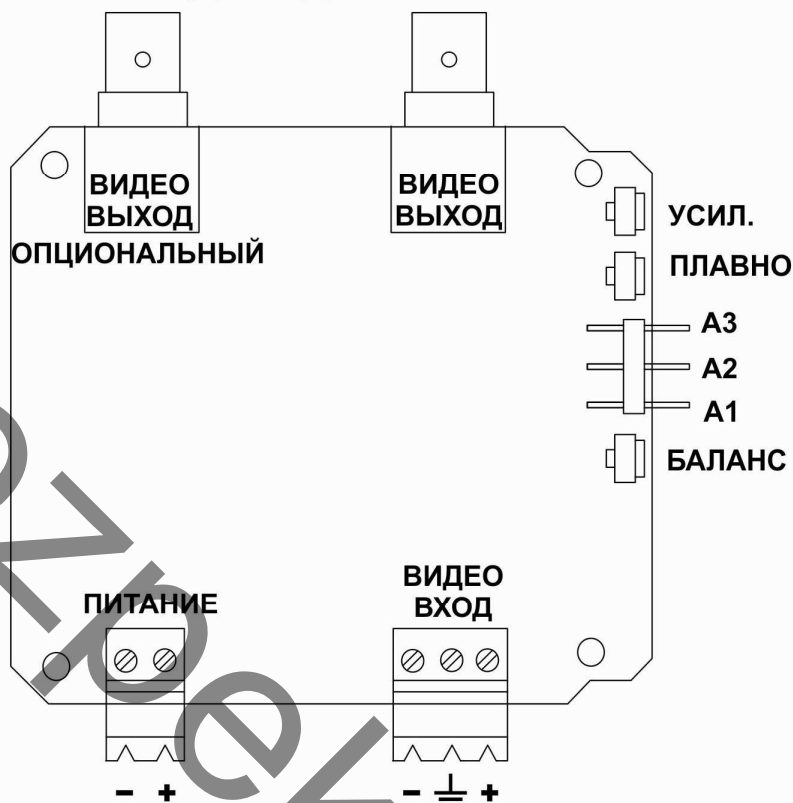 ВИДЕО
ВЫХОД
ОПЦИОНАЛЬНЫЙ
ВИДЕО
ВЫХОД
УСИЛ.
ПЛАВНО
А3
А2
А1
БАЛАНС
ПИТАНИЕ
- +
ВИДЕО
ВХОД
- +